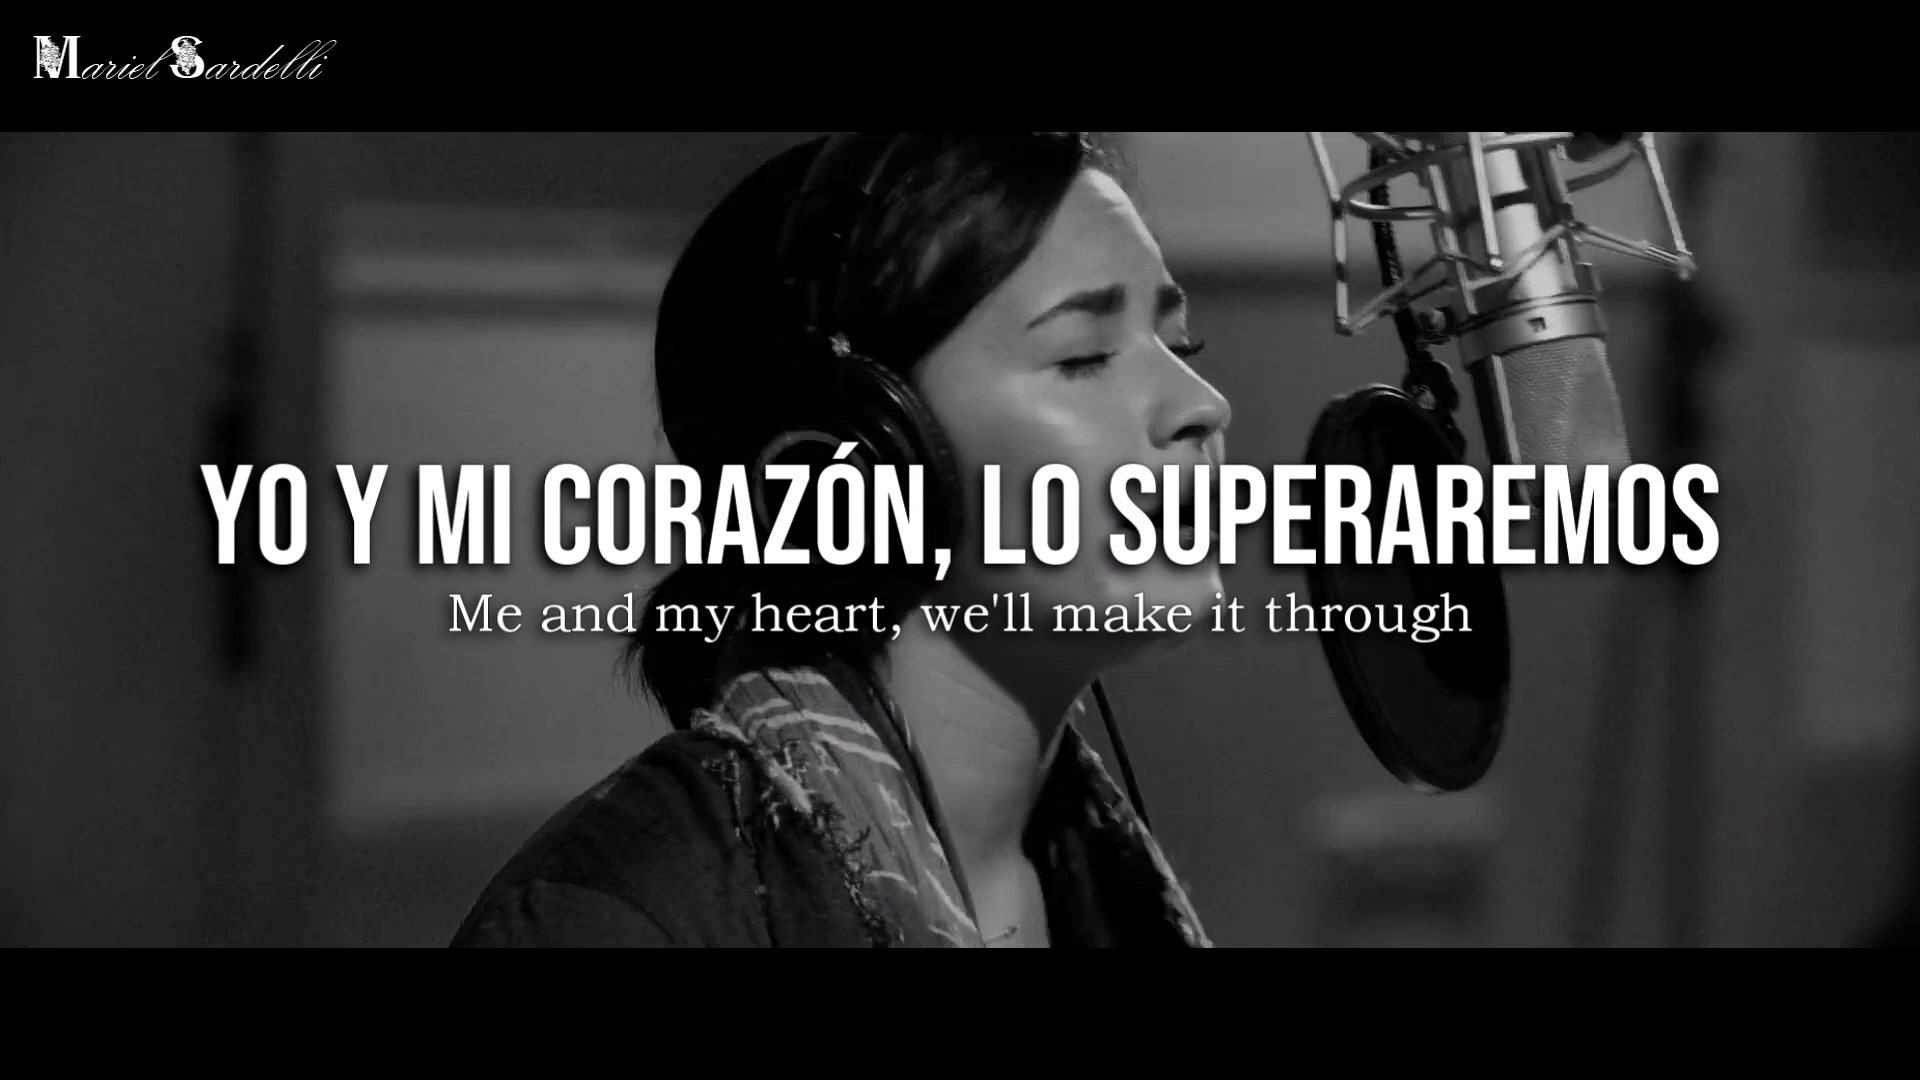 Mariel Sardelli
YO Y MI CORAZÓN, LO SUPERAREMOS
Me and my heart, we'll make it through